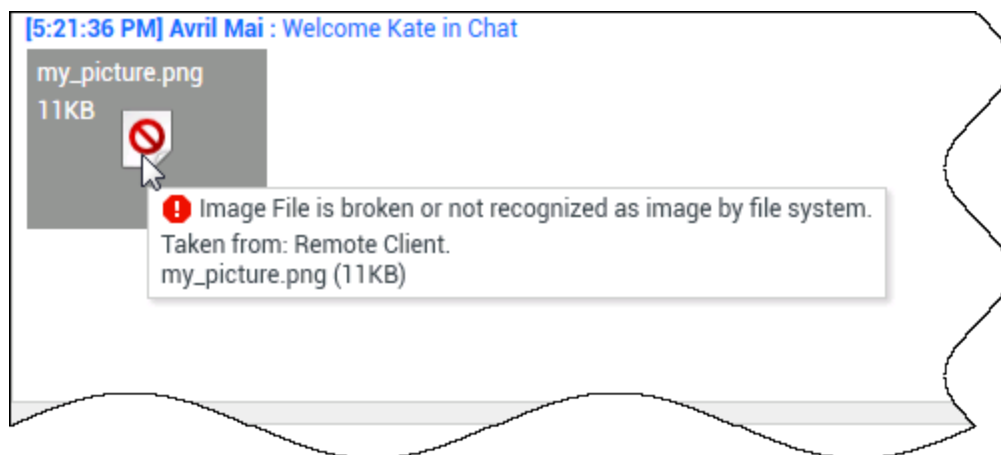 [5:21:36 PM] Avril Mai : Welcome Kate in Chat
my_picture.png
11KB
Image File is broken or not recognized as image by file system.
Taken from: Remote Client.
my_picture.png (11KB)